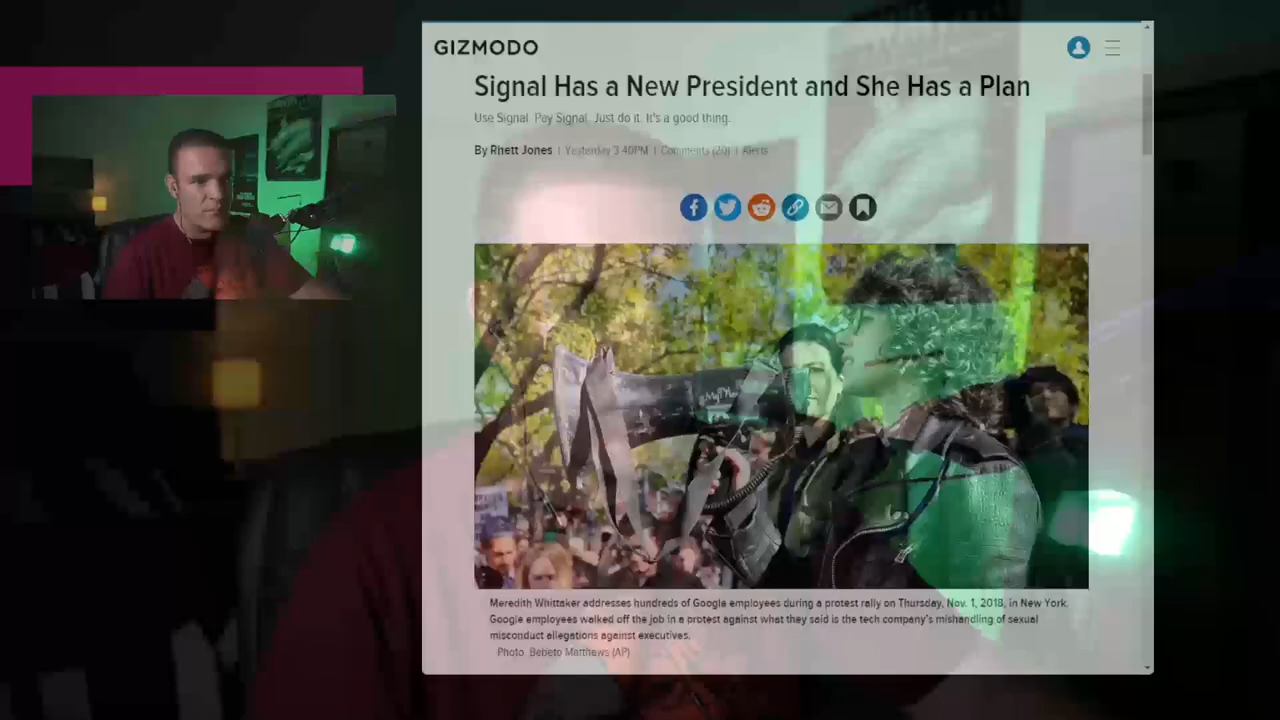 GIZMODO
Signal Has a New President and She Has a Plan
Use Signal. Pay Signal. Just do it. It's a good thing.
By Rhett Jones | Yesterday 3:40PM | Comments (20) | Alerts
Meredith Whittaker addresses hundreds of Google employees during a protest rally on Thursday, Nov. 1, 2018, in New York.
Google employees walked off the job in a protest against what they said is the tech company's mishandling of sexual
misconduct allegations against executives.
Photo: Bebeto Matthews (AP)